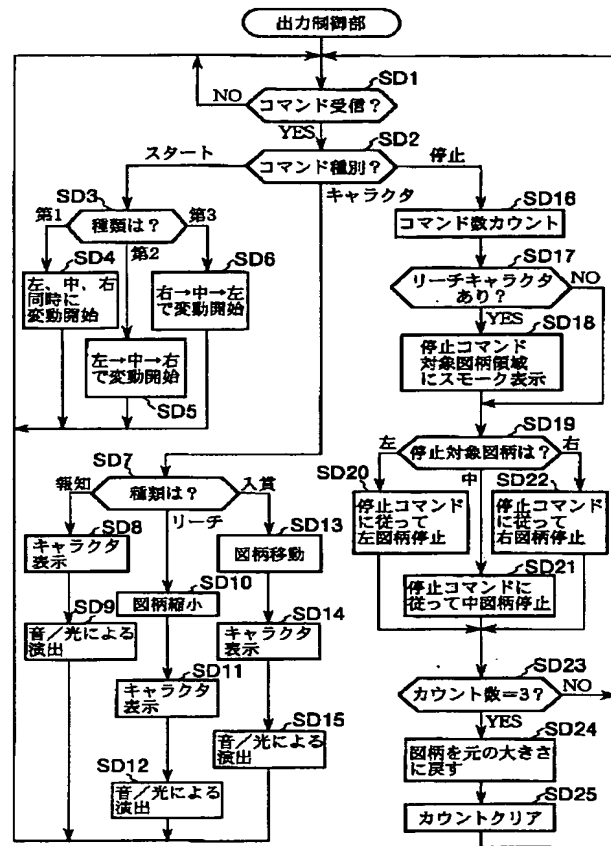 出力制御部
SD1
コマンド受信？
NO
YES
SD2
コマンド種別？
スタート
キャラクタ
停止
SD3
種類は？
第1
第2
第3
SD4
左、中、右
同時に
変動開始
SD5
左→中→右
で変動開始
SD6
右→中→左
で変動開始
SD7
種類は？
報知
リーチ
入賞
SD8
キャラクタ
表示
SD9
音／光による
演出
SD10
図柄縮小
SD11
キャラクタ
表示
SD12
音／光による
演出
SD13
図柄移動
SD14
キャラクタ
表示
SD15
音／光による
演出
SD16
コマンド数カウント
SD17
リーチキャラクタ
あり？
NO
YES
SD18
停止コマンド
対象図柄領域
にスモーク表示
SD19
停止対象図柄は？
左
中
右
SD20
停止コマンド
に従って
左図柄停止
SD21
停止コマンドに
従って中図柄停止
SD22
停止コマンド
に従って
右図柄停止
SD23
カウント数=3？
NO
YES
SD24
図柄を元の大きさ
に戻す
SD25
カウントクリア